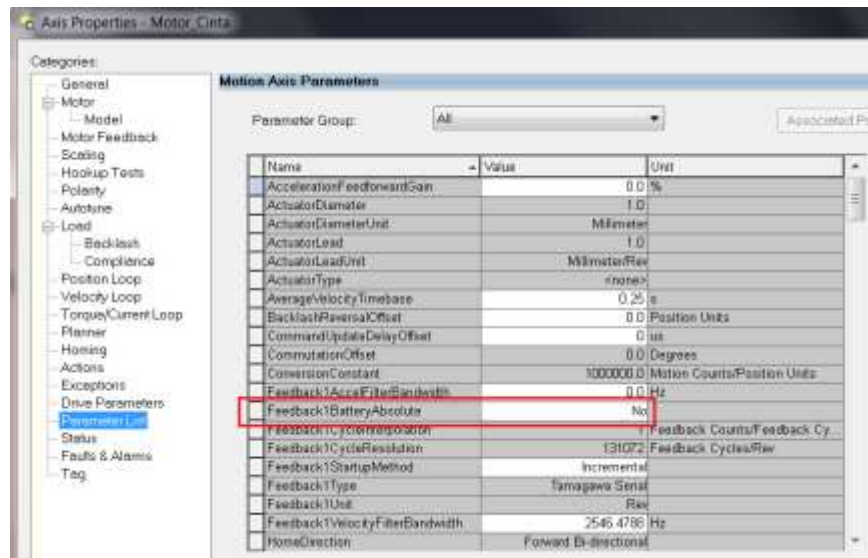 Axis Properties - Motor_Cinta
Categories:
General
Motor
Model
Motor Feedback
Scaling
Hookup Tests
Polarity
Autotune
Load
Backlash
Compliance
Position Loop
Velocity Loop
Torque/Current Loop
Planner
Homing
Actions
Exceptions
Drive Parameters
Parameter List
Status
Faults & Alarms
Tag
Motion Axis Parameters
Parameter Group: All Associated P
Name Value Unit
AccelerationFeedforwardGain 0.0 %
ActuatorDiameter 1.0
ActuatorDiameterUnit Millimeter
ActuatorLead 1.0
ActuatorLeadUnit Millimeter/Rev
ActuatorType <none>
AverageVelocityTimebase 0.25 s
BacklashReversalOffset 0.0 Position Units
CommandUpdateDelayOffset 0 us
CommutationOffset 0.0 Degrees
ConversionConstant 1000000.0 Motion Counts/Position Units
Feedback1AccelFilterBandwidth 0.0 Hz
Feedback1BatteryAbsolute No
Feedback1CycleInterpolation 1 Feedback Counts/Feedback Cy...
Feedback1CycleResolution 131072 Feedback Cycles/Rev
Feedback1StartupMethod Incremental
Feedback1Type Tamagawa Serial
Feedback1Unit Rev
Feedback1VelocityFilterBandwidth 2546.4786 Hz
HomeDirection Forward Bi-directional